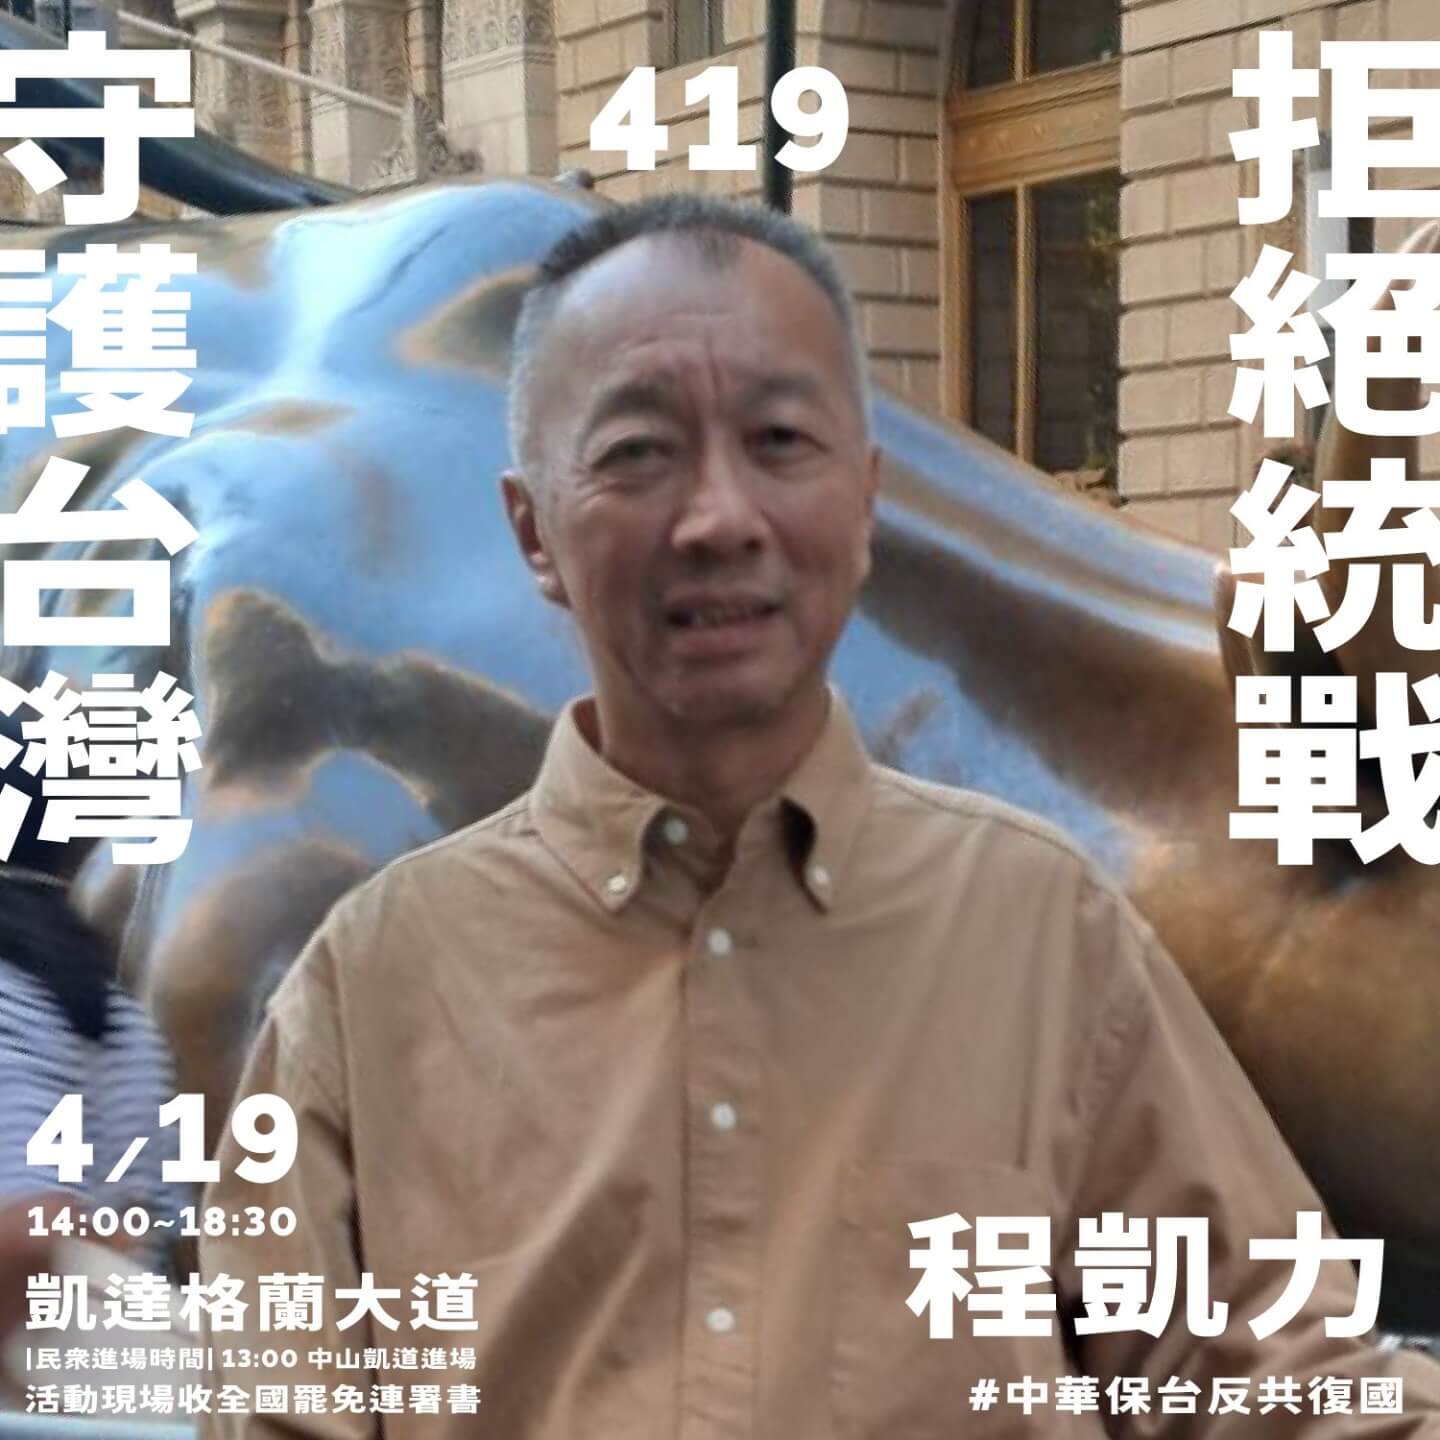 419
拒絕統戰
守護台灣
4/19
14:00~18:30
凱達格蘭大道
|民眾進場時間| 13:00 中山凱道進場
活動現場收全國罷免連署書
程凱力
#中華保台反共復國